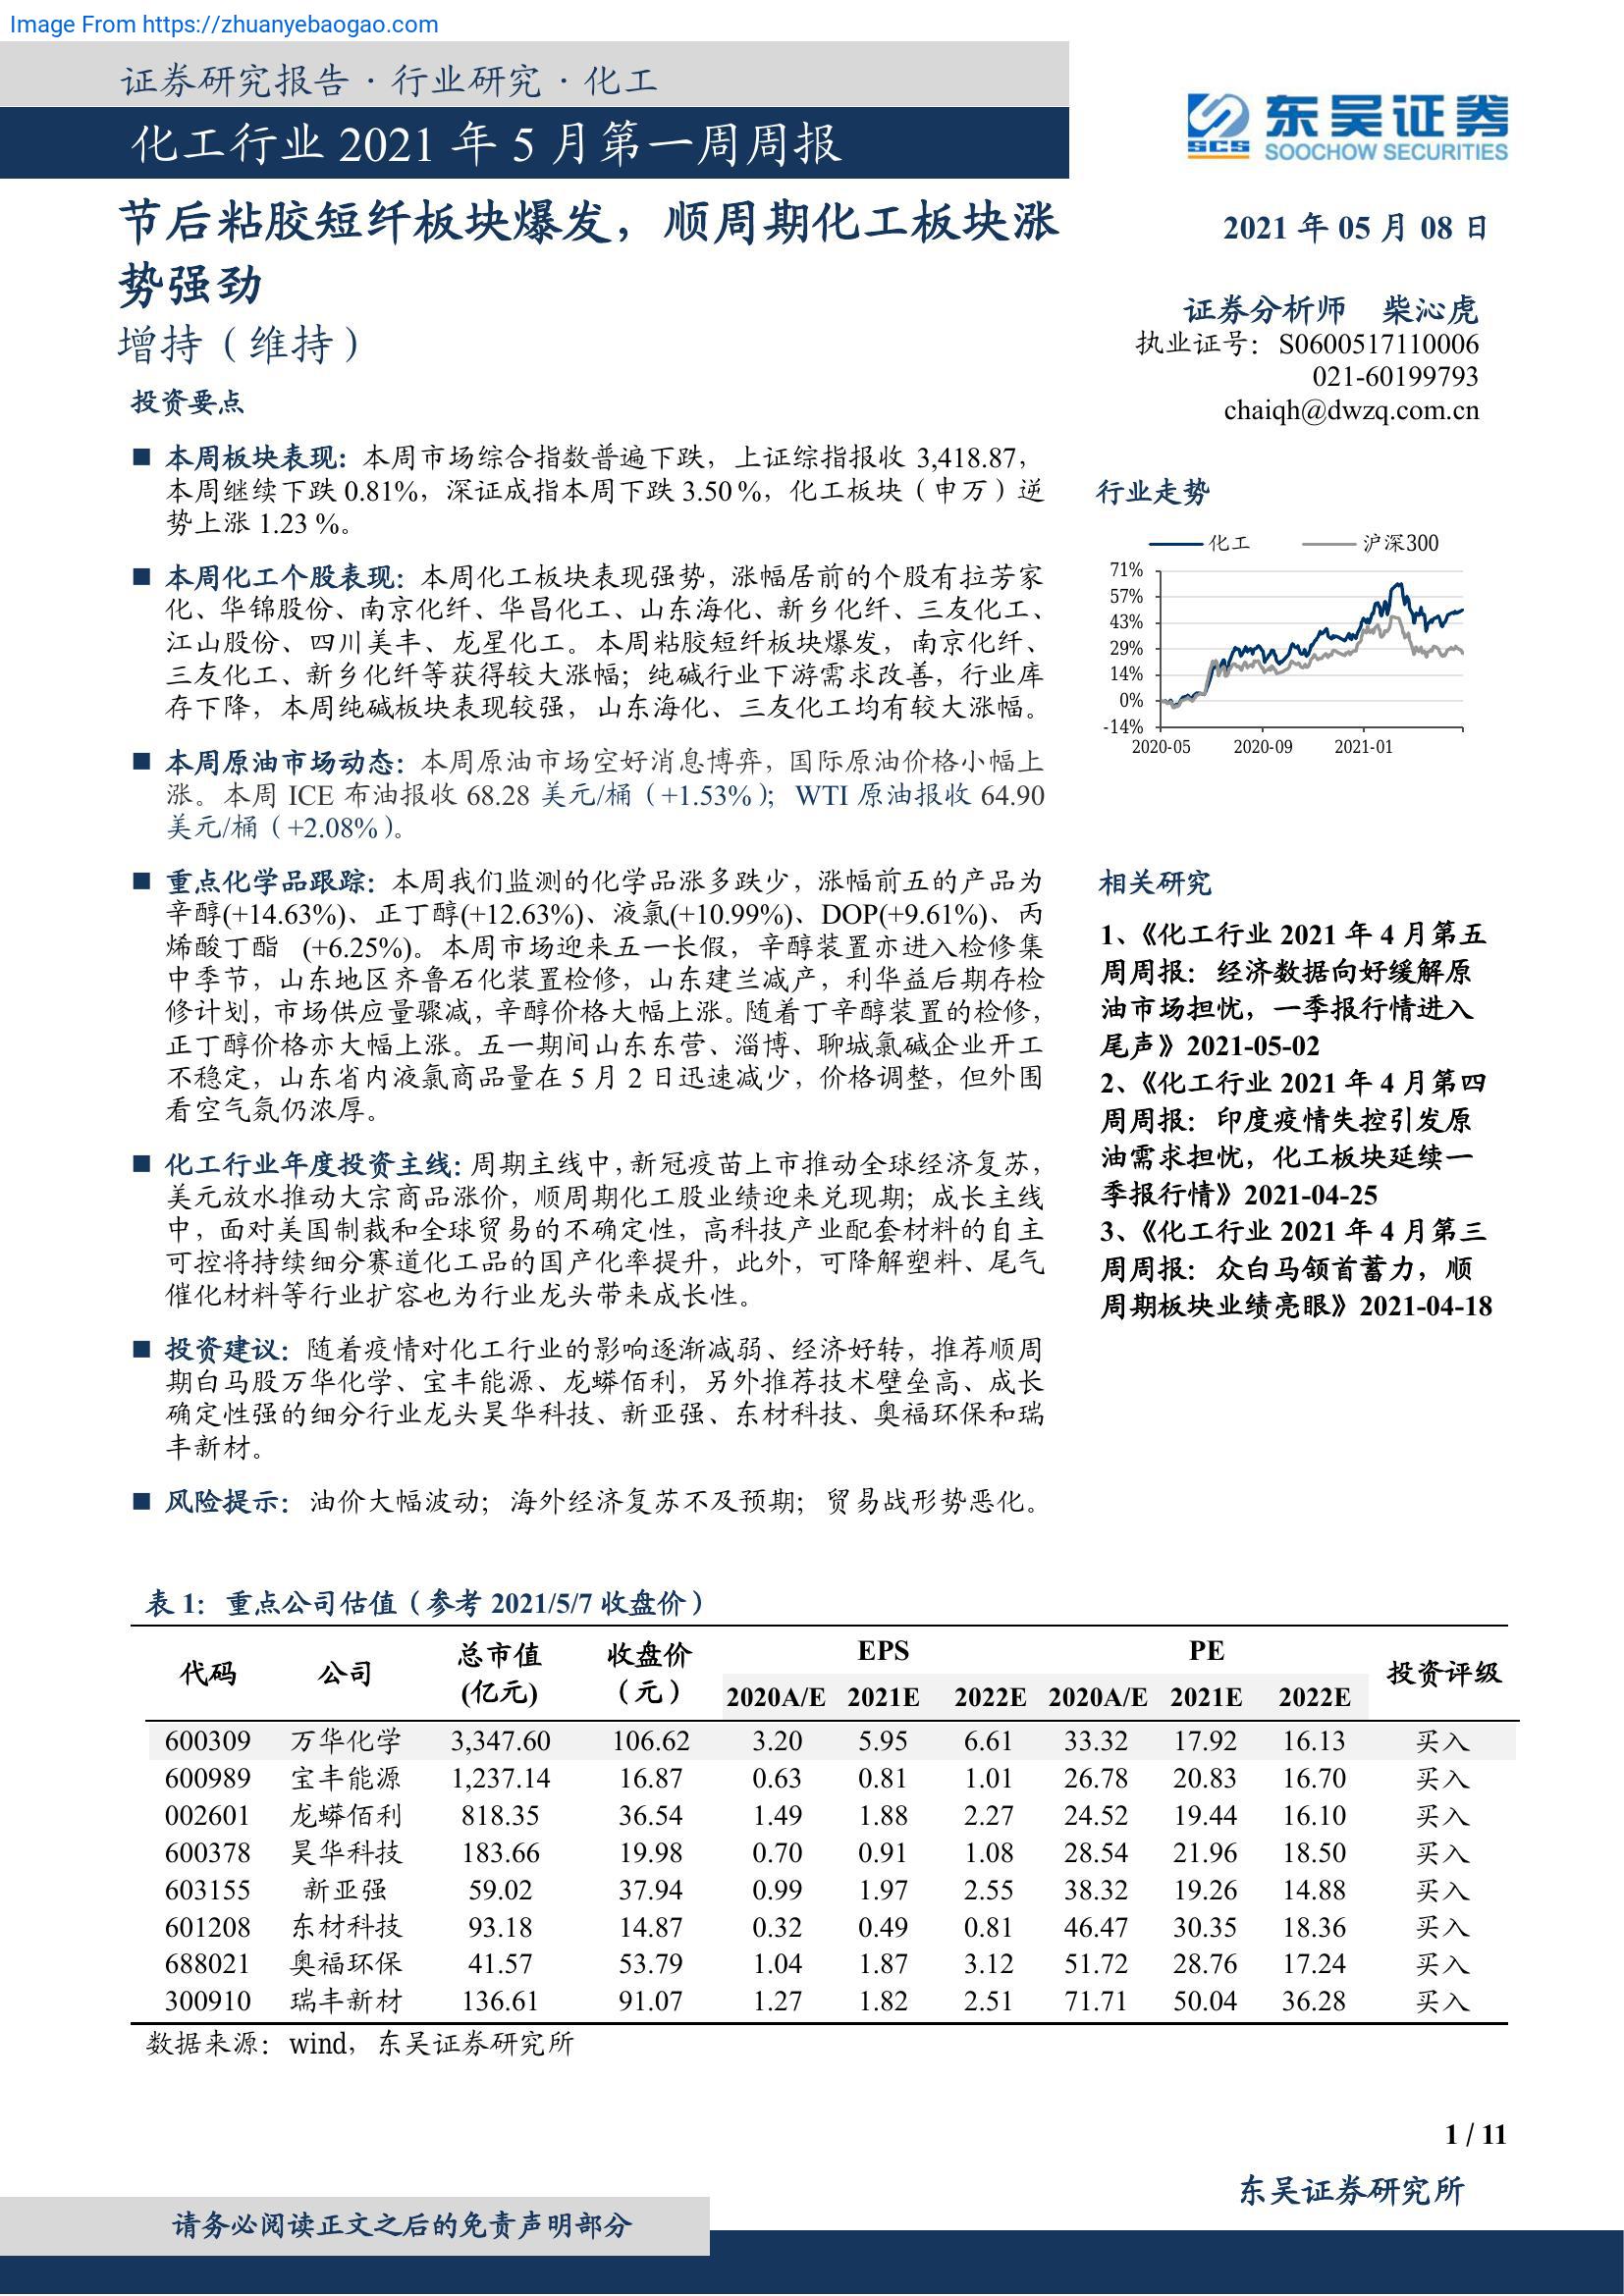 Image From https://zhuanyebaogao.com
证券研究报告·行业研究·化工
化工行业 2021 年 5 月第一周周报
SCS 东吴证券
SOOCHOW SECURITIES
节后粘胶短纤板块爆发，顺周期化工板块涨
势强劲
增持（维持）
2021 年 05 月 08 日
证券分析师 柴沁虎
执业证号：S0600517110006
021-60199793
chaiqh@dwzq.com.cn
投资要点
■ 本周板块表现：本周市场综合指数普遍下跌，上证综指报收 3,418.87，
本周继续下跌 0.81%，深证成指本周下跌 3.50 %，化工板块（申万）逆
势上涨 1.23 %。
■ 本周化工个股表现：本周化工板块表现强势，涨幅居前的个股有拉芳家
化、华锦股份、南京化纤、华昌化工、山东海化、新乡化纤、三友化工、
江山股份、四川美丰、龙星化工。本周粘胶短纤板块爆发，南京化纤、
三友化工、新乡化纤等获得较大涨幅；纯碱行业下游需求改善，行业库
存下降，本周纯碱板块表现较强，山东海化、三友化工均有较大涨幅。
■ 本周原油市场动态：本周原油市场空好消息博弈，国际原油价格小幅上
涨。本周 ICE 布油报收 68.28 美元/桶（+1.53%）；WTI 原油报收 64.90
美元/桶（+2.08%）。
■ 重点化学品跟踪：本周我们监测的化学品涨多跌少，涨幅前五的产品为
辛醇(+14.63%)、正丁醇(+12.63%)、液氯(+10.99%)、DOP(+9.61%)、丙
烯酸丁酯 (+6.25%)。本周市场迎来五一长假，辛醇装置亦进入检修集
中季节，山东地区齐鲁石化装置检修，山东建兰减产，利华益后期存检
修计划，市场供应量骤减，辛醇价格大幅上涨。随着丁辛醇装置的检修，
正丁醇价格亦大幅上涨。五一期间山东东营、淄博、聊城氯碱企业开工
不稳定，山东省内液氯商品量在 5 月 2 日迅速减少，价格调整，但外围
看空气氛仍浓厚。
■ 化工行业年度投资主线：周期主线中，新冠疫苗上市推动全球经济复苏，
美元放水推动大宗商品涨价，顺周期化工股业绩迎来兑现期；成长主线
中，面对美国制裁和全球贸易的不确定性，高科技产业配套材料的自主
可控将持续细分赛道化工品的国产化率提升，此外，可降解塑料、尾气
催化材料等行业扩容也为行业龙头带来成长性。
■ 投资建议：随着疫情对化工行业的影响逐渐减弱、经济好转，推荐顺周
期白马股万华化学、宝丰能源、龙蟒佰利，另外推荐技术壁垒高、成长
确定性强的细分行业龙头昊华科技、新亚强、东材科技、奥福环保和瑞
丰新材。
■ 风险提示：油价大幅波动；海外经济复苏不及预期；贸易战形势恶化。
行业走势
化工 沪深300
71%
57%
43%
29%
14%
0%
-14%
2020-05 2020-09 2021-01
相关研究
1、《化工行业 2021 年 4 月第五
周周报：经济数据向好缓解原
油市场担忧，一季报行情进入
尾声》2021-05-02
2、《化工行业 2021 年 4 月第四
周周报：印度疫情失控引发原
油需求担忧，化工板块延续一
季报行情》2021-04-25
3、《化工行业 2021 年 4 月第三
周周报：众白马颔首蓄力，顺
周期板块业绩亮眼》2021-04-18
表 1：重点公司估值（参考 2021/5/7 收盘价）
代码 公司 总市值 收盘价 EPS PE 投资评级
(亿元) （元） 2020A/E 2021E 2022E 2020A/E 2021E 2022E
600309 万华化学 3,347.60 106.62 3.20 5.95 6.61 33.32 17.92 16.13 买入
600989 宝丰能源 1,237.14 16.87 0.63 0.81 1.01 26.78 20.83 16.70 买入
002601 龙蟒佰利 818.35 36.54 1.49 1.88 2.27 24.52 19.44 16.10 买入
600378 昊华科技 183.66 19.98 0.70 0.91 1.08 28.54 21.96 18.50 买入
603155 新亚强 59.02 37.94 0.99 1.97 2.55 38.32 19.26 14.88 买入
601208 东材科技 93.18 14.87 0.32 0.49 0.81 46.47 30.35 18.36 买入
688021 奥福环保 41.57 53.79 1.04 1.87 3.12 51.72 28.76 17.24 买入
300910 瑞丰新材 136.61 91.07 1.27 1.82 2.51 71.71 50.04 36.28 买入
数据来源：wind，东吴证券研究所
1 / 11
东吴证券研究所
请务必阅读正文之后的免责声明部分